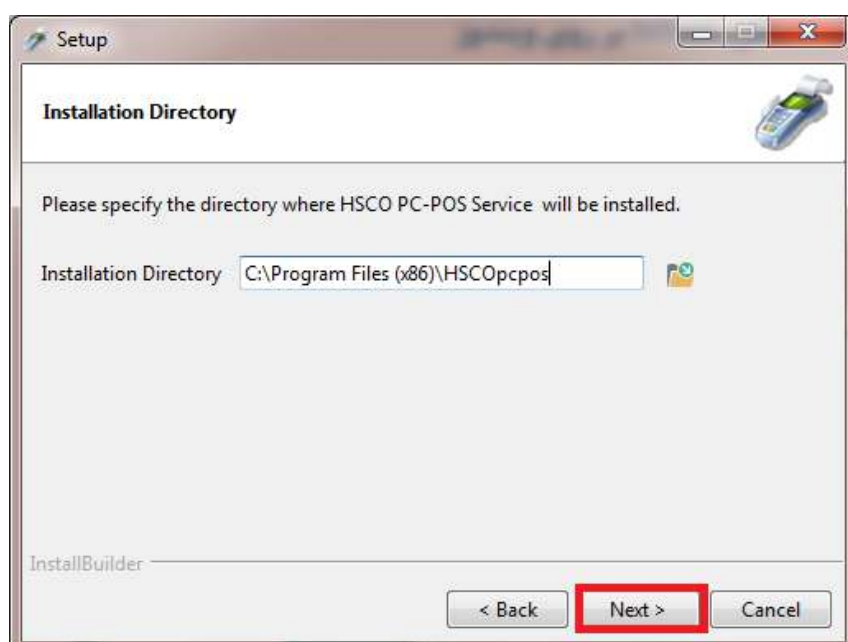 Setup
Installation Directory
Please specify the directory where HSCO PC-POS Service will be installed.
Installation Directory C:\Program Files (x86)\HSCOpcpos
InstallBuilder
< Back Next > Cancel